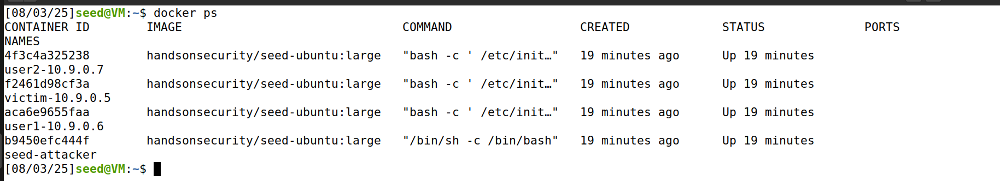 [08/03/25]seed@VM:~$ docker ps
CONTAINER ID        IMAGE                               COMMAND                  CREATED             STATUS              PORTS
NAMES
4f3c4a325238        handsonsecurity/seed-ubuntu:large   "bash -c ' /etc/init…"   19 minutes ago      Up 19 minutes
user2-10.9.0.7
f2461d98cf3a        handsonsecurity/seed-ubuntu:large   "bash -c ' /etc/init…"   19 minutes ago      Up 19 minutes
victim-10.9.0.5
aca6e9655faa        handsonsecurity/seed-ubuntu:large   "bash -c ' /etc/init…"   19 minutes ago      Up 19 minutes
user1-10.9.0.6
b9450efc444f        handsonsecurity/seed-ubuntu:large   "/bin/sh -c /bin/bash"   19 minutes ago      Up 19 minutes
seed-attacker
[08/03/25]seed@VM:~$